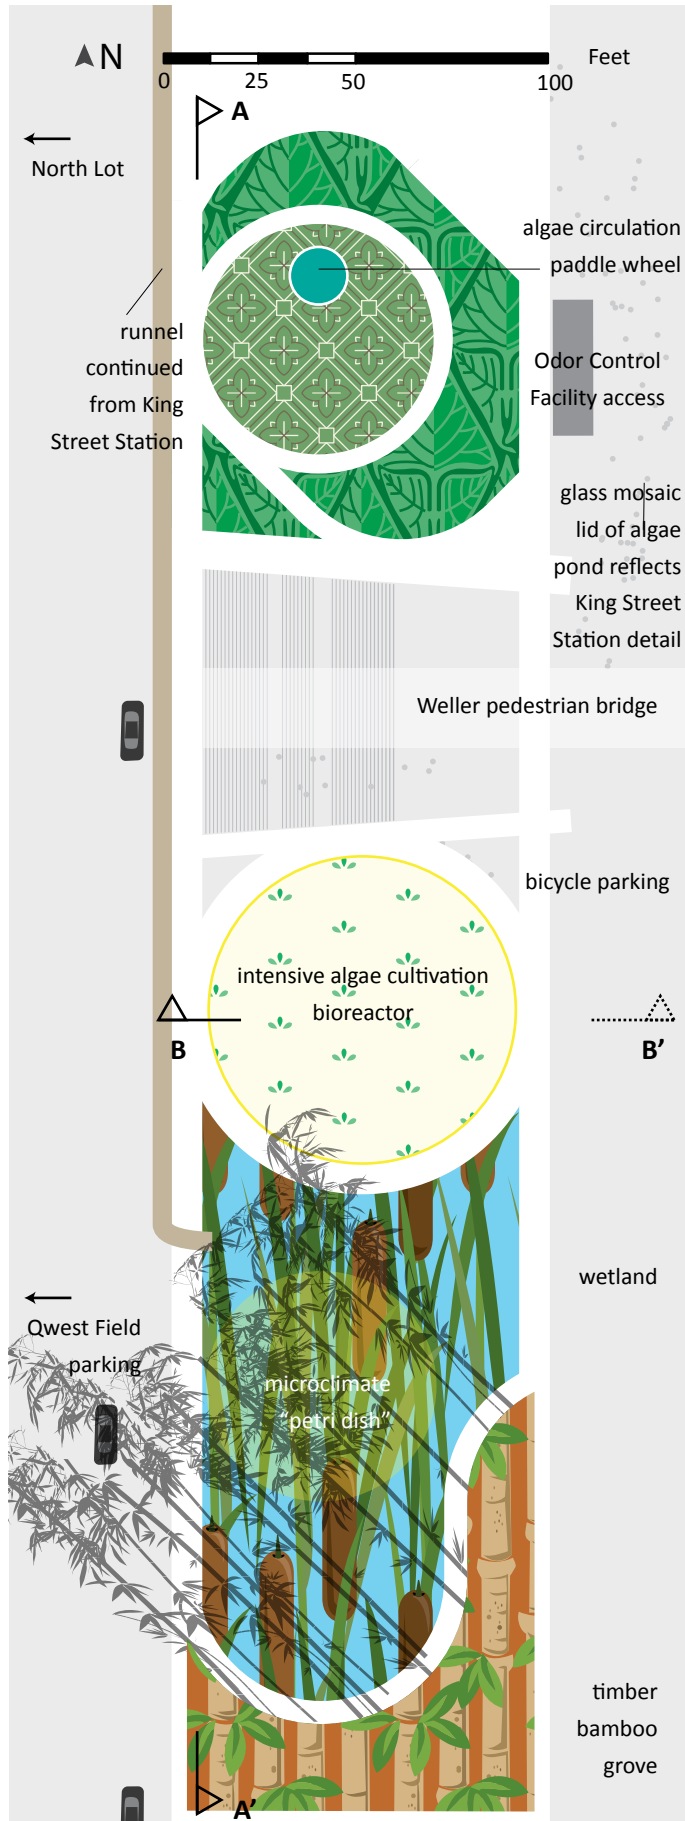 N
Feet
0 25 50 100
A
North Lot
algae circulation
paddle wheel
runnel
continued
from King
Street Station
Odor Control
Facility access
glass mosaic
lid of algae
pond reflects
King Street
Station detail
Weller pedestrian bridge
bicycle parking
intensive algae cultivation
bioreactor
B
B'
wetland
Qwest Field
parking
microclimate
"petri dish"
timber
bamboo
grove
A'